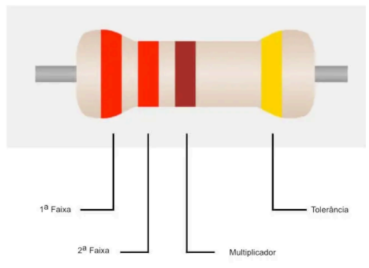 1ª Faixa
Tolerância
2ª Faixa
Multiplicador